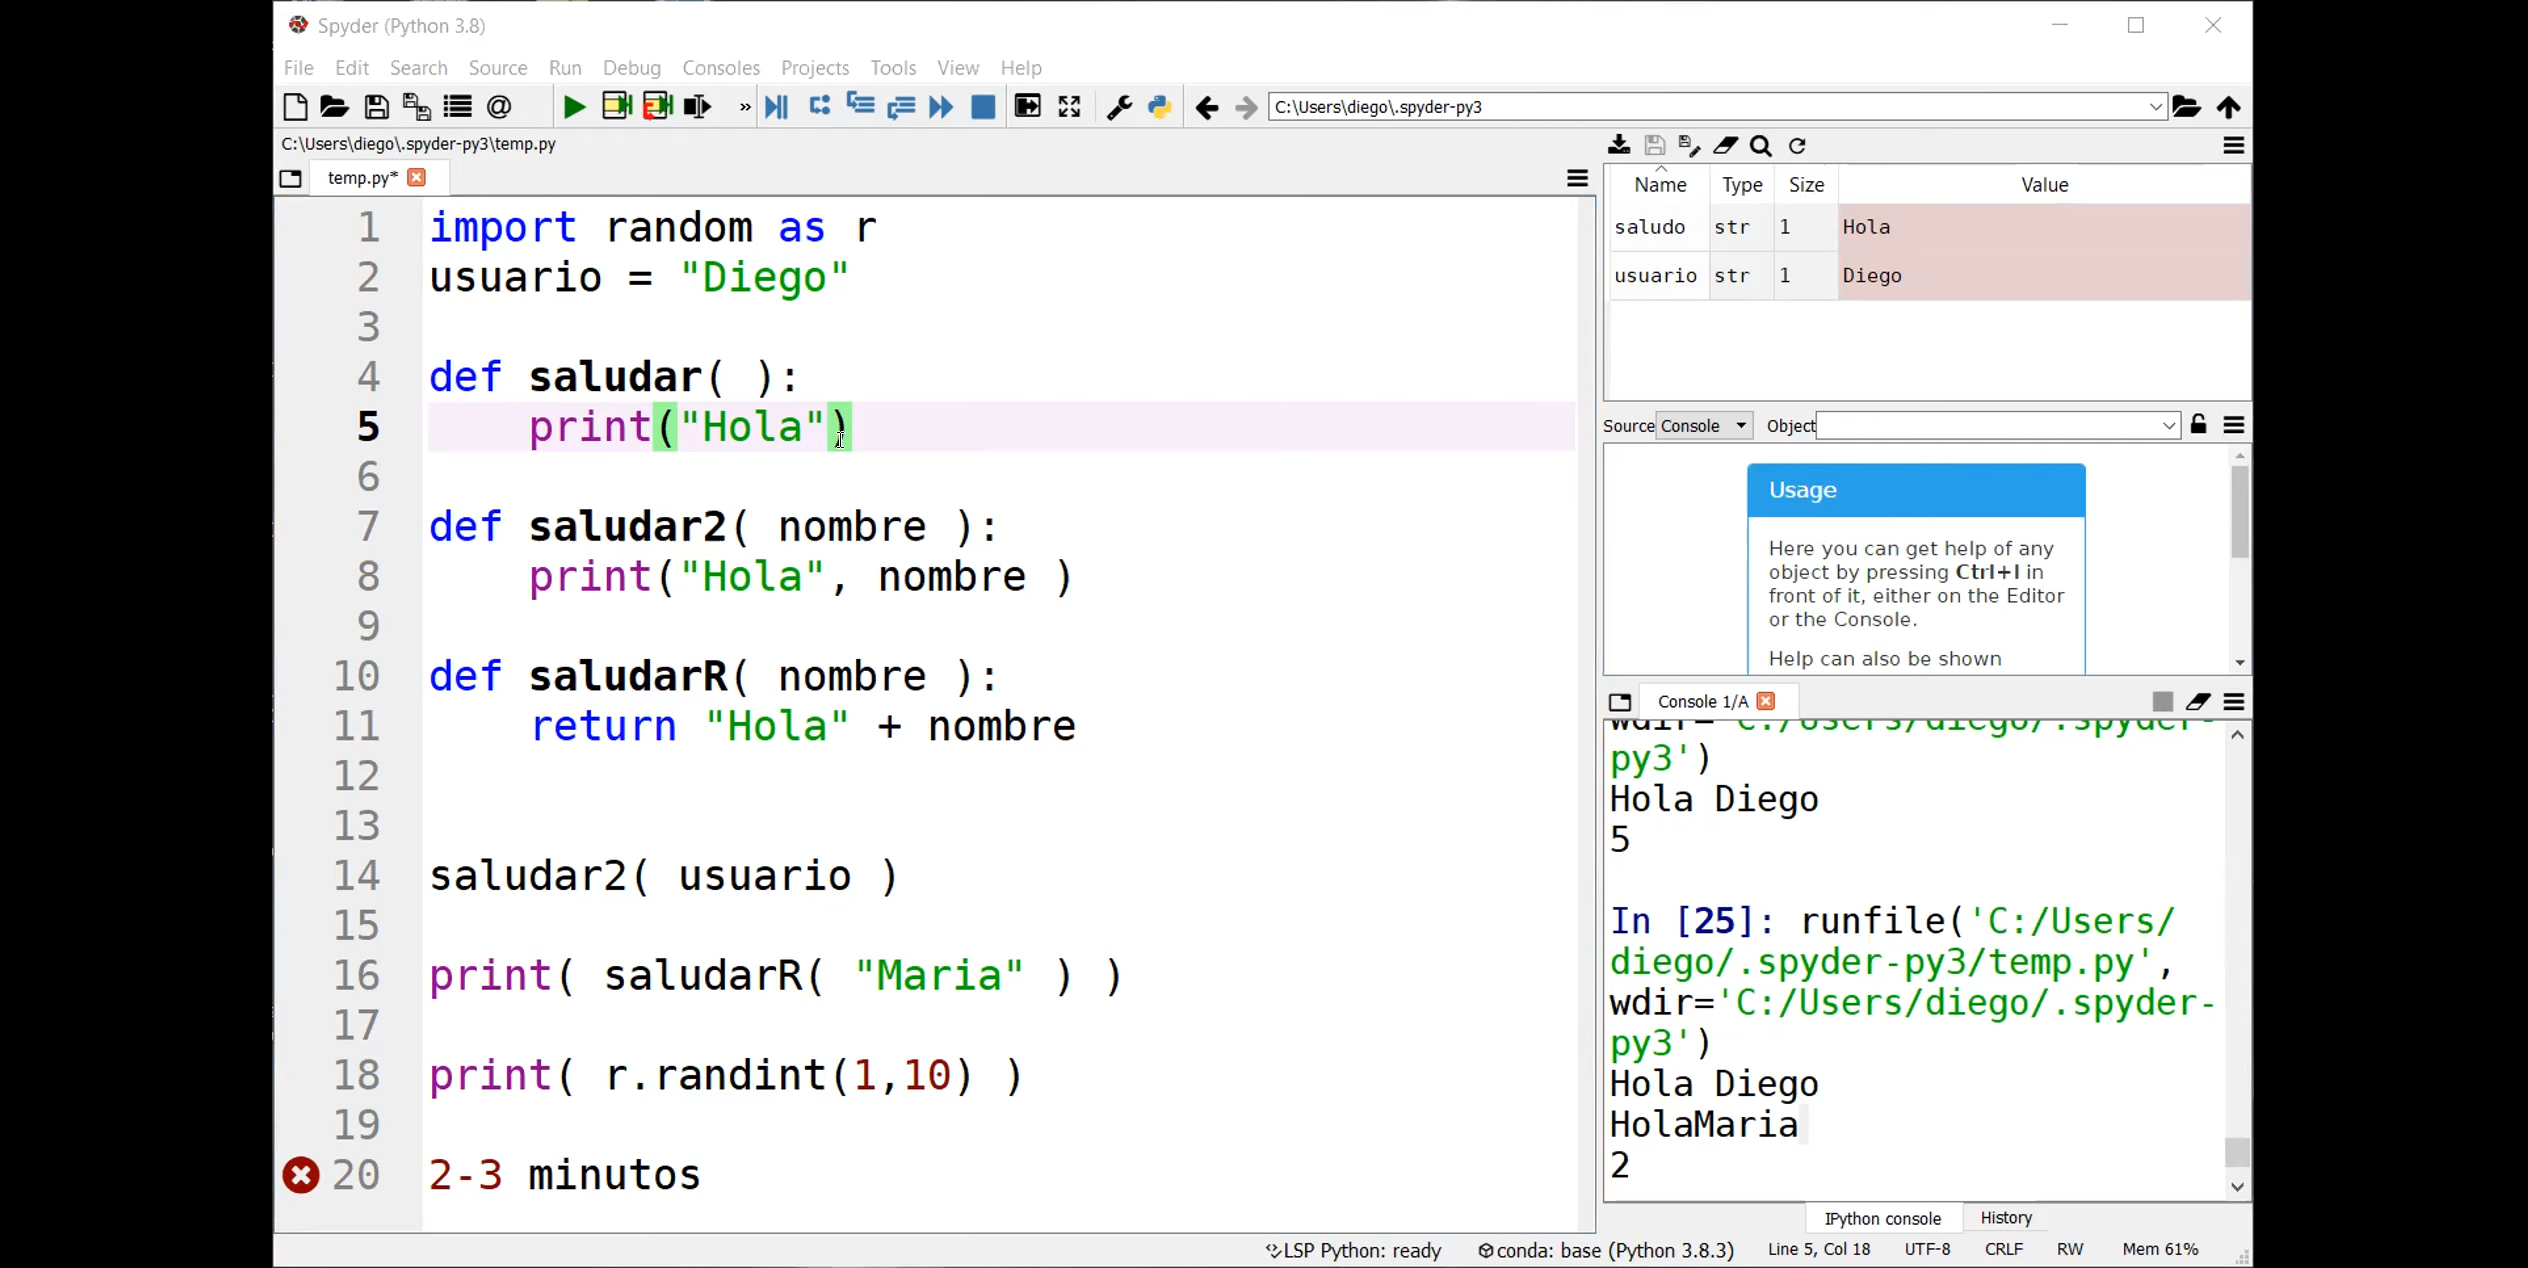 Spyder (Python 3.8)
File Edit Search Source Run Debug Consoles Projects Tools View Help
C:\Users\diego\.spyder-py3
C:\Users\diego\.spyder-py3\temp.py
temp.py*
1 import random as r
2 usuario = "Diego"
3
4 def saludar( ):
5 print("Hola")
6
7 def saludar2( nombre ):
8 print("Hola", nombre )
9
10 def saludarR( nombre ):
11 return "Hola" + nombre
12
13
14 saludar2( usuario )
15
16 print( saludarR( "Maria" ) )
17
18 print( r.randint(1,10) )
19
20 2-3 minutos
Name Type Size Value
saludo str 1 Hola
usuario str 1 Diego
Source Console Object
Usage
Here you can get help of any
object by pressing Ctrl+I in
front of it, either on the Editor
or the Console.
Help can also be shown
Console 1/A
wdir='C:/Users/diego/.spyder-
py3')
Hola Diego
5
In [25]: runfile('C:/Users/
diego/.spyder-py3/temp.py',
wdir='C:/Users/diego/.spyder-
py3')
Hola Diego
HolaMaria
2
IPython console History
LSP Python: ready conda: base (Python 3.8.3) Line 5, Col 18 UTF-8 CRLF RW Mem 61%